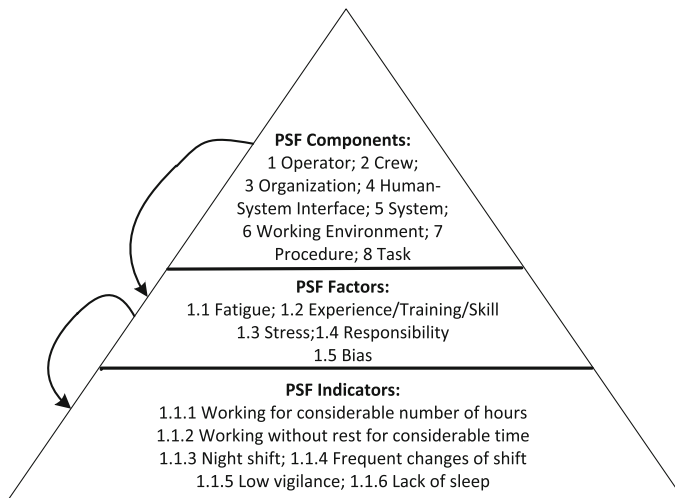 PSF Components:
1 Operator; 2 Crew;
3 Organization; 4 Human-
System Interface; 5 System;
6 Working Environment; 7
Procedure; 8 Task
PSF Factors:
1.1 Fatigue; 1.2 Experience/Training/Skill
1.3 Stress;1.4 Responsibility
1.5 Bias
PSF Indicators:
1.1.1 Working for considerable number of hours
1.1.2 Working without rest for considerable time
1.1.3 Night shift; 1.1.4 Frequent changes of shift
1.1.5 Low vigilance; 1.1.6 Lack of sleep